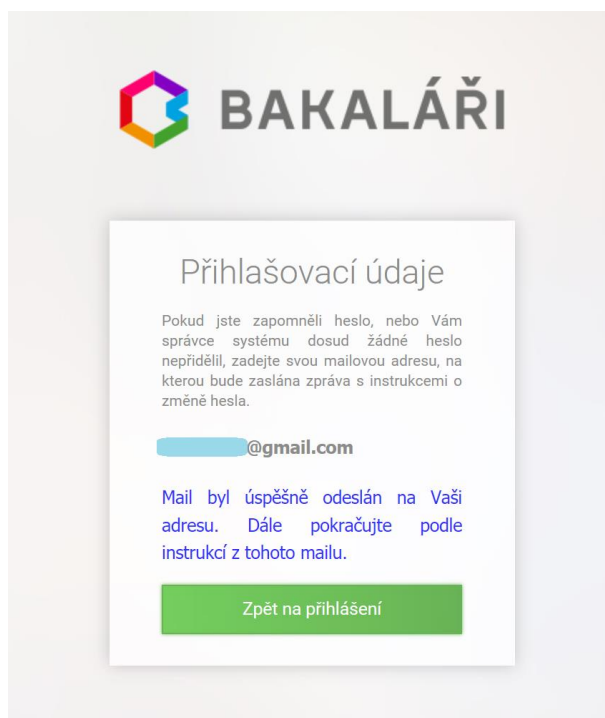 BAKALÁŘI
Přihlašovací údaje
Pokud jste zapomněli heslo, nebo Vám
správce systému dosud žádné heslo
nepřidělil, zadejte svou mailovou adresu, na
kterou bude zaslána zpráva s instrukcemi o
změně hesla.
@gmail.com
Mail byl úspěšně odeslán na Vaši
adresu. Dále pokračujte podle
instrukcí z tohoto mailu.
Zpět na přihlášení